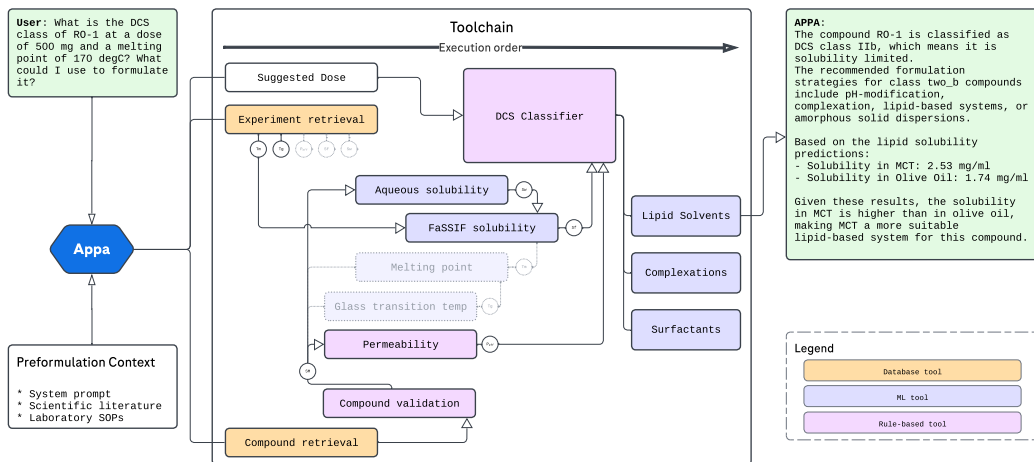 User: What is the DCS
class of RO-1 at a dose
of 500 mg and a melting
point of 170 degC? What
could I use to formulate
it?
Appa
Preformulation Context
* System prompt
* Scientific literature
* Laboratory SOPs
Toolchain
Execution order
Suggested Dose
Experiment retrieval
Tm
Tg
DCS Classifier
Aqueous solubility
Sw
FaSSIF solubility
Sf
Melting point
Tm
Glass transition temp
Tg
Permeability
Compound validation
Compound retrieval
Lipid Solvents
Complexations
Surfactants
APPA:
The compound RO-1 is classified as
DCS class IIb, which means it is
solubility limited.
The recommended formulation
strategies for class two_b compounds
include pH-modification,
complexation, lipid-based systems, or
amorphous solid dispersions.
Based on the lipid solubility
predictions:
- Solubility in MCT: 2.53 mg/ml
- Solubility in Olive Oil: 1.74 mg/ml
Given these results, the solubility
in MCT is higher than in olive oil,
making MCT a more suitable
lipid-based system for this compound.
Legend
Database tool
ML tool
Rule-based tool